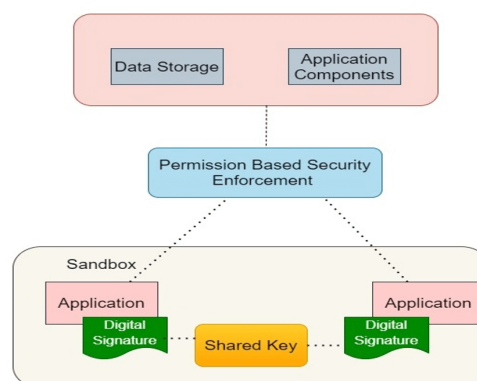 Data Storage
Application
Components
Permission Based Security
Enforcement
Sandbox
Application
Digital
Signature
Shared Key
Application
Digital
Signature